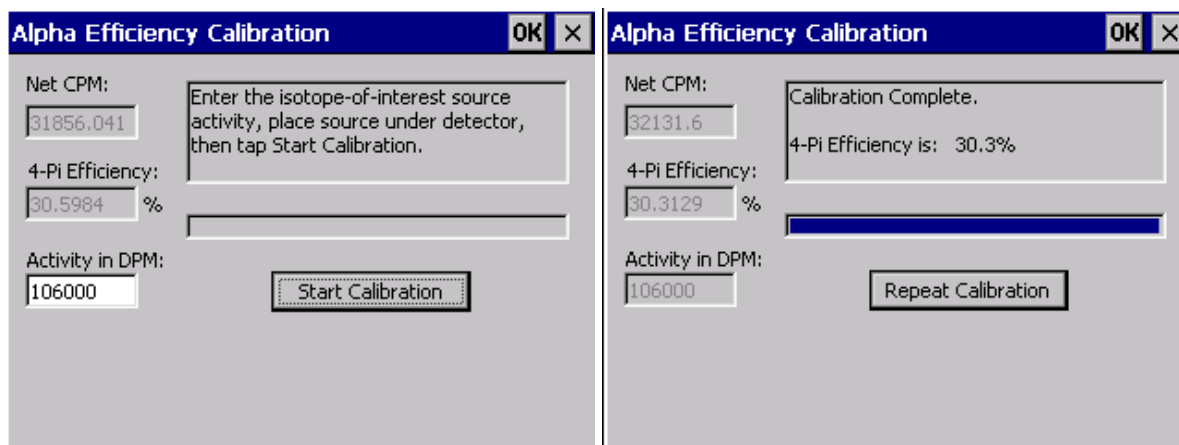 Alpha Efficiency Calibration OK ×
Net CPM:
31856.041
Enter the isotope-of-interest source
activity, place source under detector,
then tap Start Calibration.
4-Pi Efficiency:
30.5984 %
Activity in DPM:
106000
Start Calibration
Alpha Efficiency Calibration OK ×
Net CPM:
32131.6
Calibration Complete.
4-Pi Efficiency is: 30.3%
4-Pi Efficiency:
30.3129 %
Activity in DPM:
106000
Repeat Calibration